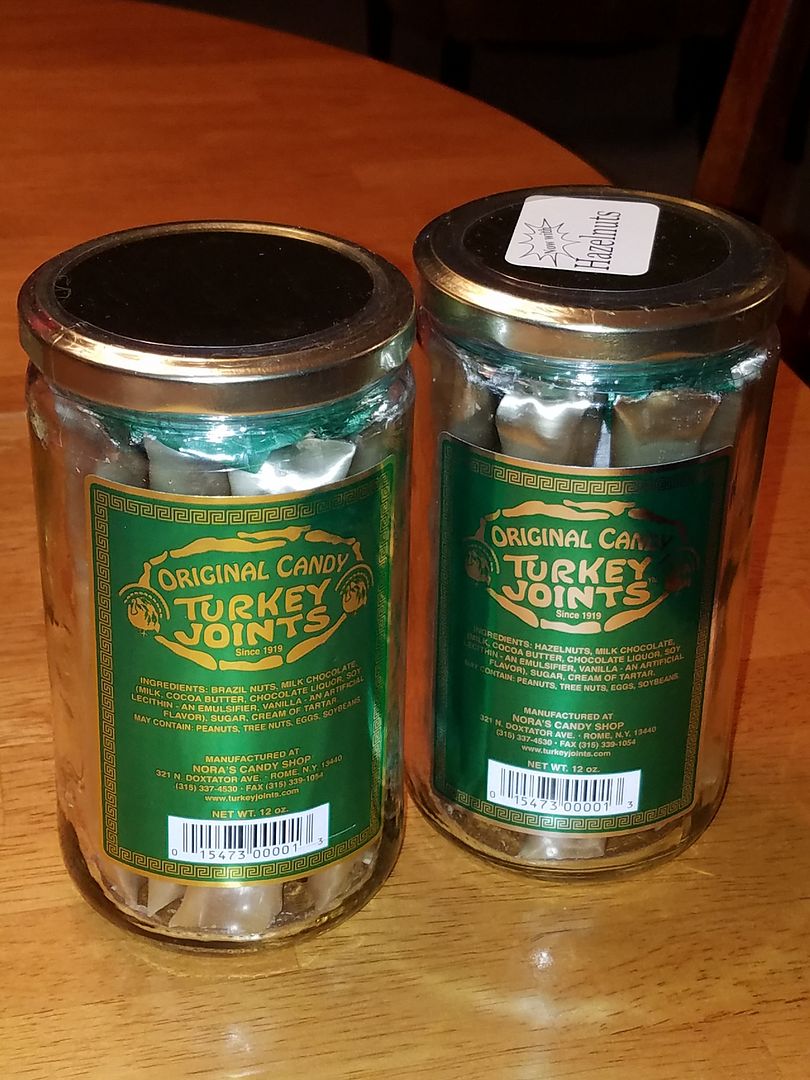 ORIGINAL CANDY
TURKEY
JOINTS
Since 1919
INGREDIENTS: BRAZIL NUTS, MILK CHOCOLATE,
(MILK, COCOA BUTTER, CHOCOLATE LIQUOR, SOY
LECITHIN - AN EMULSIFIER, VANILLA - AN ARTIFICIAL
FLAVOR), SUGAR, CREAM OF TARTAR.
MAY CONTAIN: PEANUTS, TREE NUTS, EGGS, SOYBEANS.
MANUFACTURED AT
NORA'S CANDY SHOP
321 N. DOXTATOR AVE. · ROME, N.Y. 13440
(315) 337-4530 · FAX (315) 339-1054
www.turkeyjoints.com
NET WT. 12 oz.
0 15473 00001 3
Now with
Hazelnuts
ORIGINAL CANDY
TURKEY
JOINTS
Since 1919
INGREDIENTS: HAZELNUTS, MILK CHOCOLATE,
(MILK, COCOA BUTTER, CHOCOLATE LIQUOR, SOY
LECITHIN - AN EMULSIFIER, VANILLA - AN ARTIFICIAL
FLAVOR), SUGAR, CREAM OF TARTAR.
MAY CONTAIN: PEANUTS, TREE NUTS, EGGS, SOYBEANS.
MANUFACTURED AT
NORA'S CANDY SHOP
321 N. DOXTATOR AVE. · ROME, N.Y. 13440
(315) 337-4530 · FAX (315) 339-1054
www.turkeyjoints.com
NET WT. 12 oz.
0 15473 00001 3